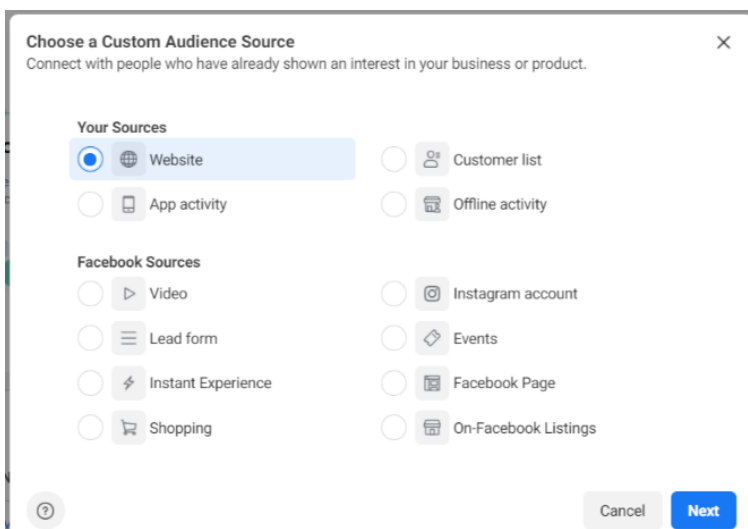 Choose a Custom Audience Source
Connect with people who have already shown an interest in your business or product.
Your Sources
Website
Customer list
App activity
Offline activity
Facebook Sources
Video
Instagram account
Lead form
Events
Instant Experience
Facebook Page
Shopping
On-Facebook Listings
Cancel
Next